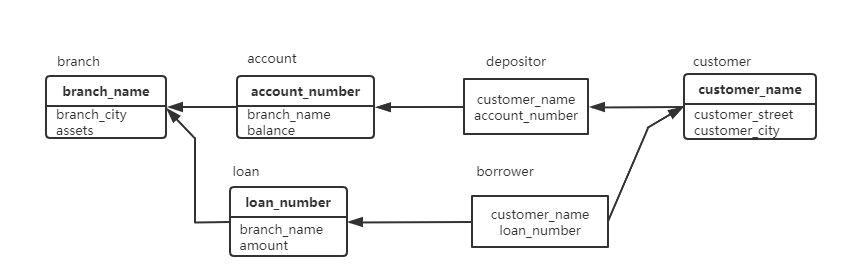 branch
branch_name
branch_city
assets
account
account_number
branch_name
balance
depositor
customer_name
account_number
customer
customer_name
customer_street
customer_city
loan
loan_number
branch_name
amount
borrower
customer_name
loan_number